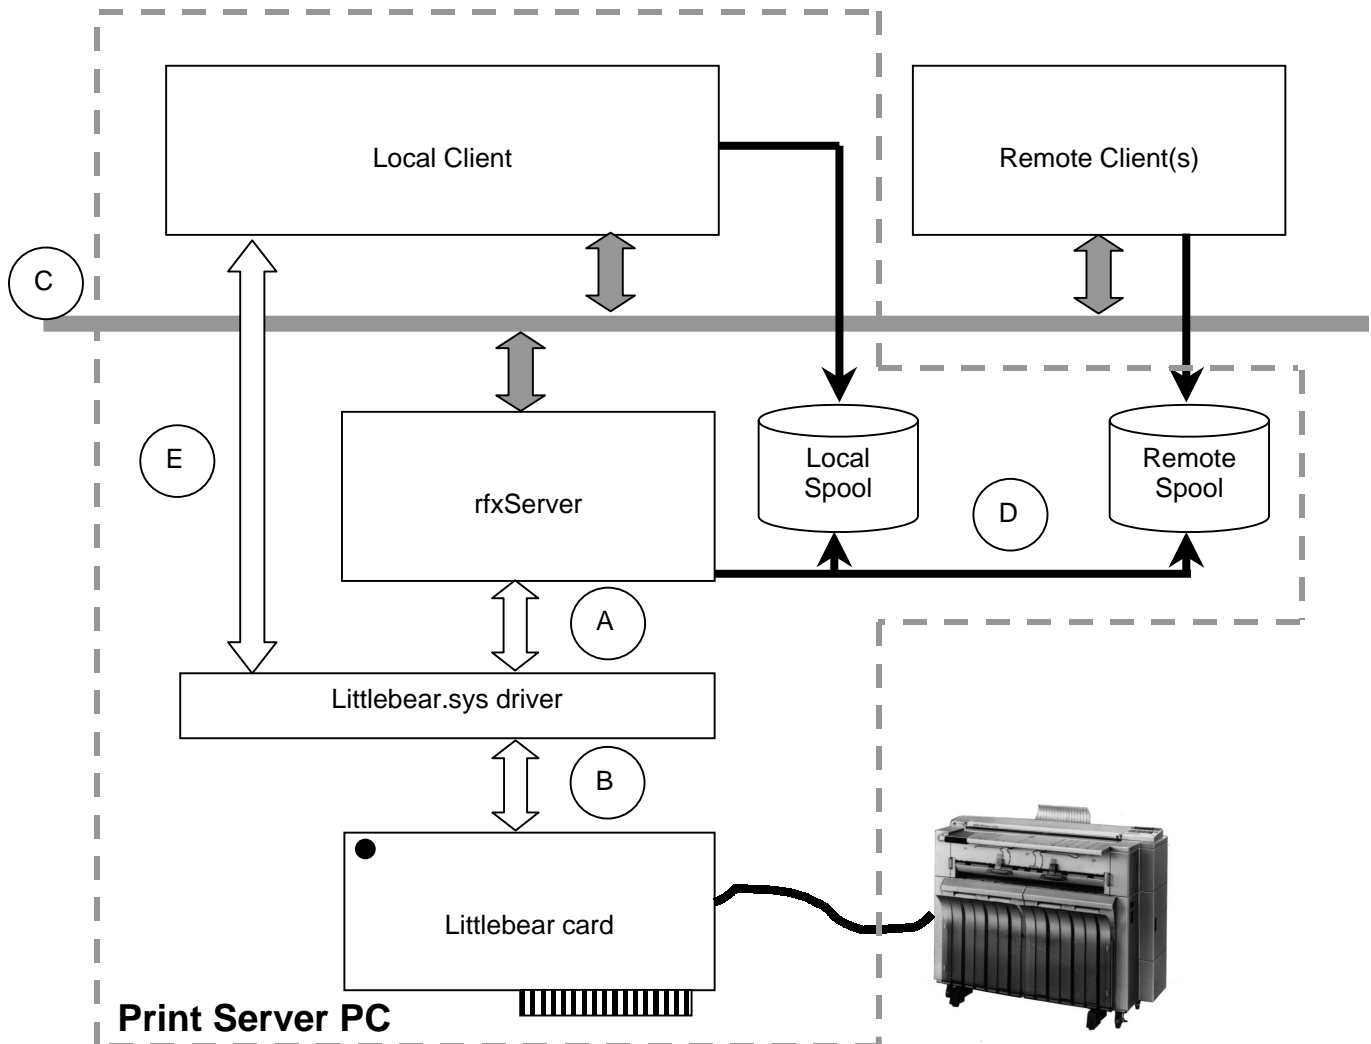 Local Client
Remote Client(s)
C
E
rfxServer
Local
Spool
D
Remote
Spool
A
Littlebear.sys driver
B
Littlebear card
Print Server PC